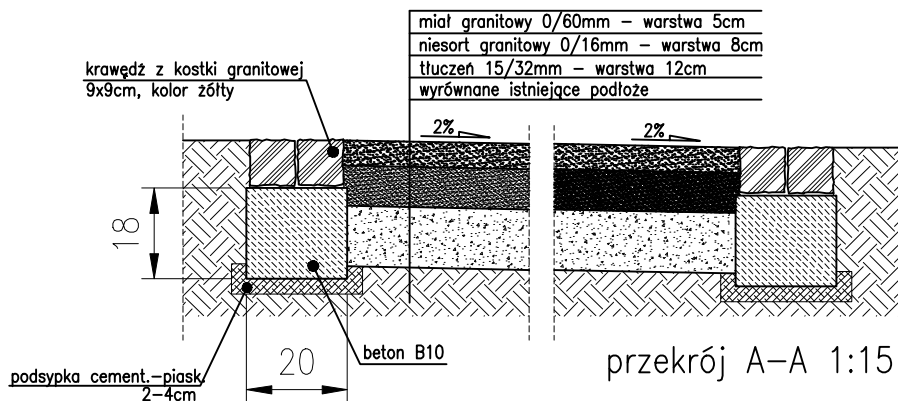 miał granitowy 0/60mm – warstwa 5cm
niesort granitowy 0/16mm – warstwa 8cm
tłuczeń 15/32mm – warstwa 12cm
wyrównane istniejące podłoże
krawędź z kostki granitowej
9x9cm, kolor żółty
2%
2%
18
20
beton B10
podsypka cement.–piask.
2–4cm
przekrój A–A 1:15